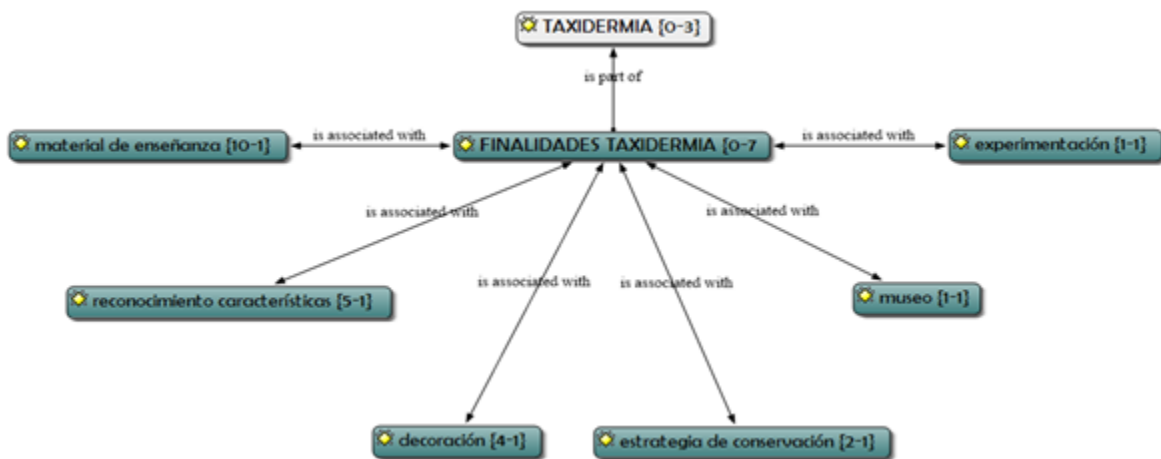 TAXIDERMIA {0-3}
is part of
material de enseñanza {10-1}
is associated with
FINALIDADES TAXIDERMIA {0-7
is associated with
experimentación {1-1}
is associated with
is associated with
is associated with
is associated with
reconocimiento características {5-1}
museo {1-1}
decoración {4-1}
estrategia de conservación {2-1}